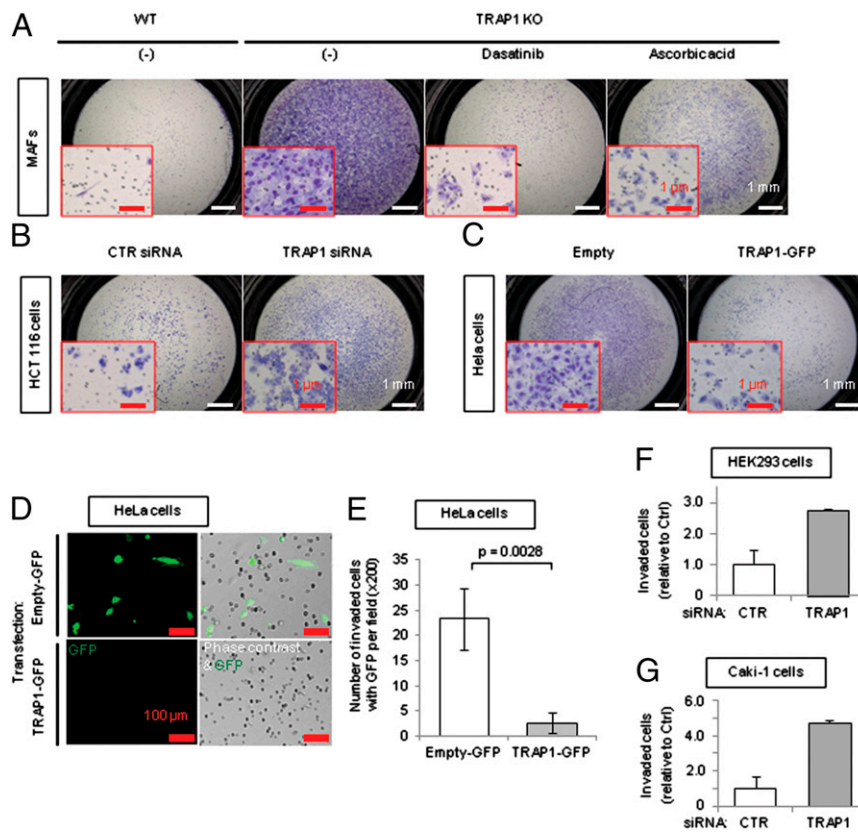 A
WT
TRAP1 KO
(-)
(-)
Dasatinib
Ascorbic acid
MAFs
1 µm
1 mm
B
CTR siRNA
TRAP1 siRNA
HCT 116 cells
1 µm
1 mm
C
Empty
TRAP1-GFP
Hela cells
1 µm
1 mm
D
HeLa cells
Transfection:
Empty-GFP
TRAP1-GFP
GFP
Phase contrast
& GFP
100 µm
E
HeLa cells
p = 0.0028
Number of invaded cells
with GFP per field (×200)
35
30
25
20
15
10
5
0
Empty-GFP
TRAP1-GFP
F
HEK293 cells
Invaded cells
(relative to Ctrl)
3.0
2.0
1.0
0.0
siRNA: CTR TRAP1
G
Caki-1 cells
Invaded cells
(relative to Ctrl)
6.0
4.0
2.0
0.0
siRNA: CTR TRAP1